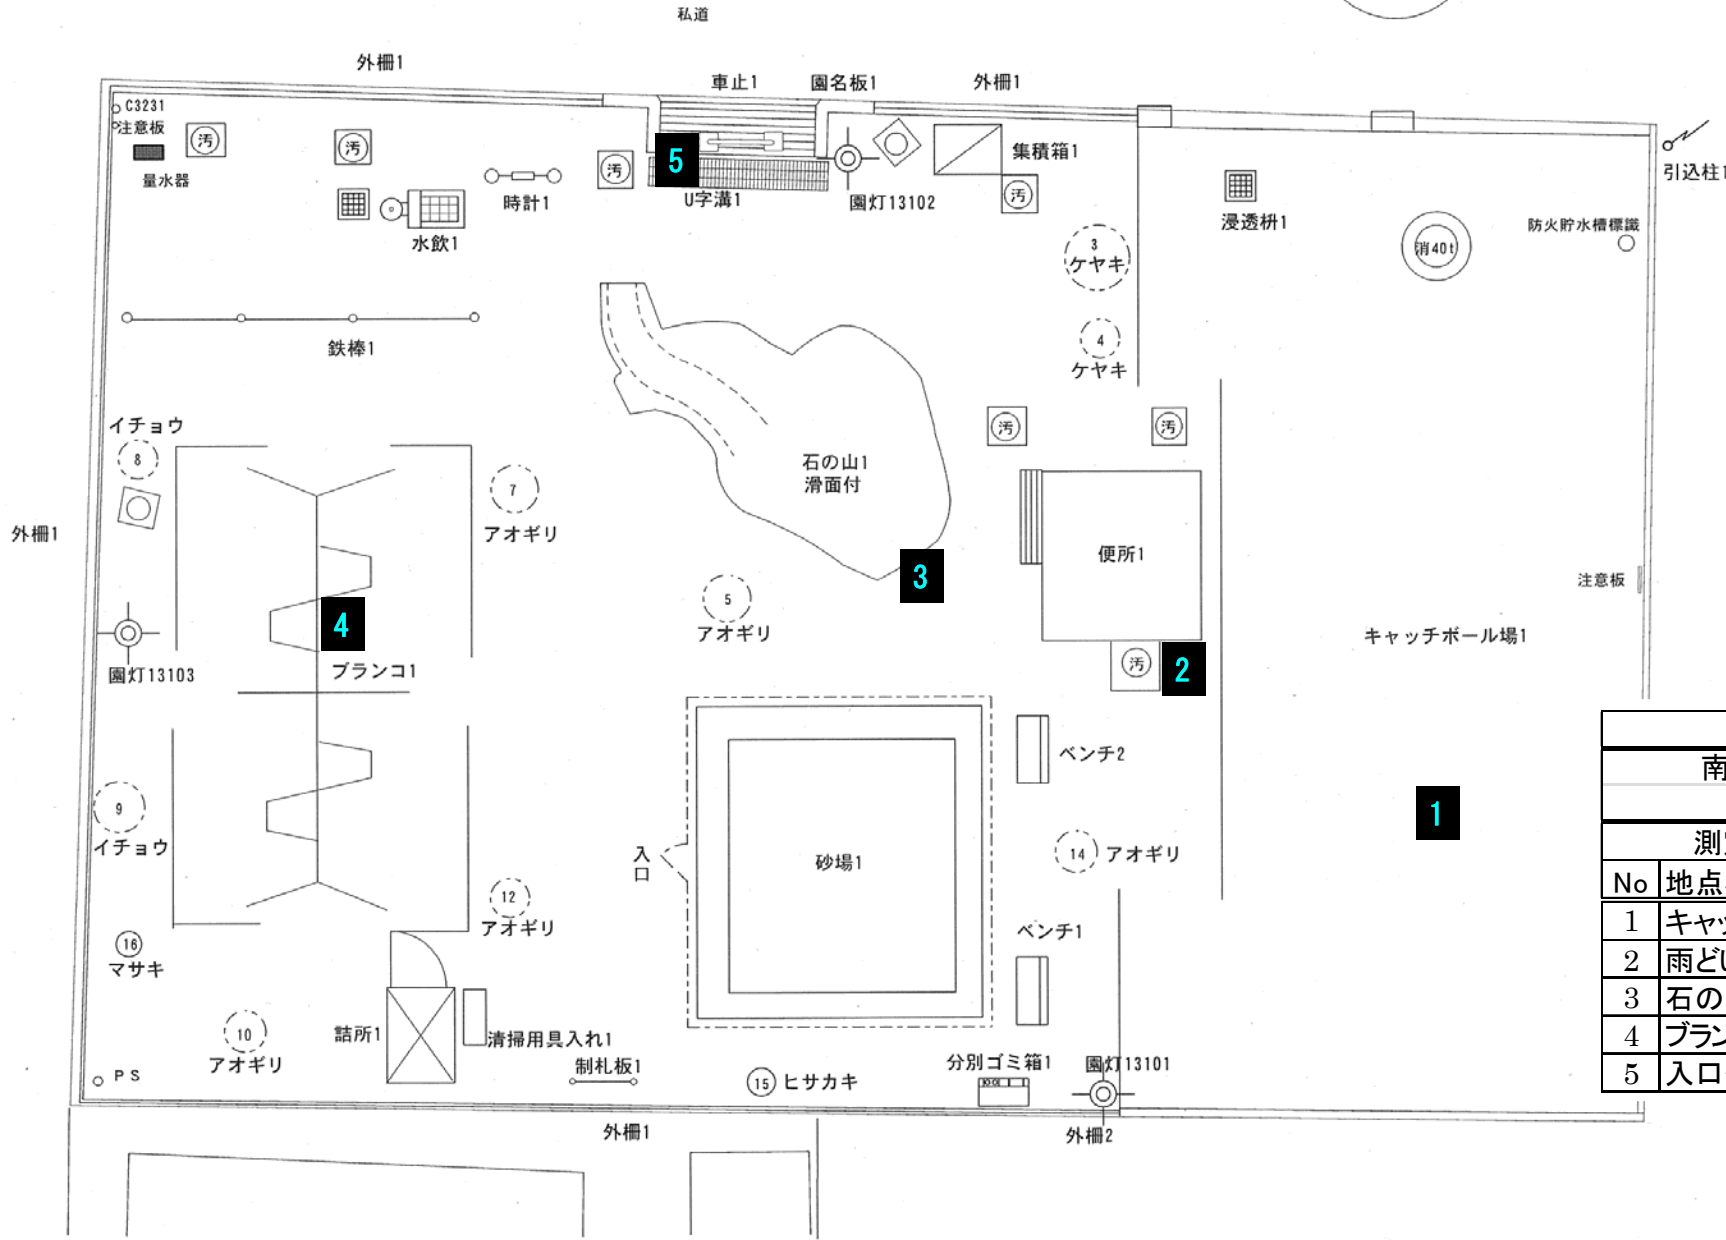 私道
外柵1
車止1
園名板1
外柵1
C3231
注意板
量水器
汚
汚
汚
5
U字溝1
時計1
水飲1
園灯13102
集積箱1
汚
浸透桝1
消40t
防火貯水槽標識
引込柱1
3
ケヤキ
4
ケヤキ
鉄棒1
イチョウ
8
7
アオギリ
石の山1
滑面付
汚
汚
外柵1
便所1
3
5
アオギリ
4
ブランコ1
園灯13103
汚
2
注意板
キャッチボール場1
ベンチ2
1
9
イチョウ
入口
砂場1
14
アオギリ
12
アオギリ
ベンチ1
16
マサキ
10
アオギリ
詰所1
清掃用具入れ1
制札板1
15
ヒサカキ
分別ゴミ箱1
園灯13101
PS
外柵1
外柵2
南
測
No 地点
1 キャッ
2 雨どい
3 石の
4 ブラン
5 入口